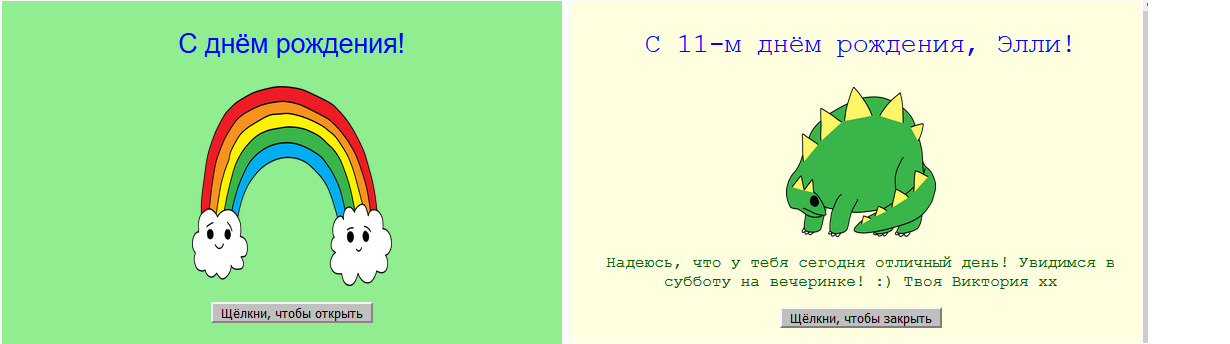 С днём рождения!
Щёлкни, чтобы открыть
С 11-м днём рождения, Элли!
Надеюсь, что у тебя сегодня отличный день! Увидимся в
субботу на вечеринке! :) Твоя Виктория xx
Щёлкни, чтобы закрыть